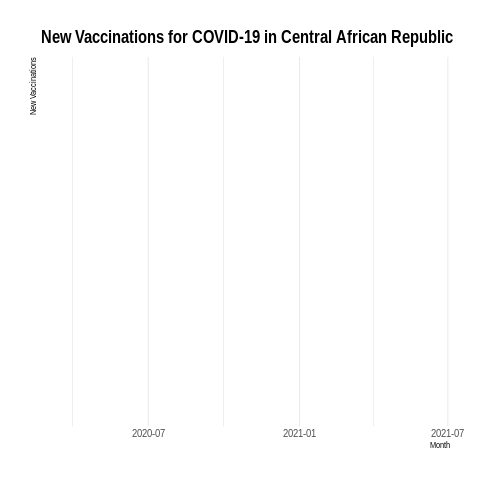 New Vaccinations for COVID-19 in Central African Republic
New Vaccinations
2020-07
2021-01
2021-07
Month